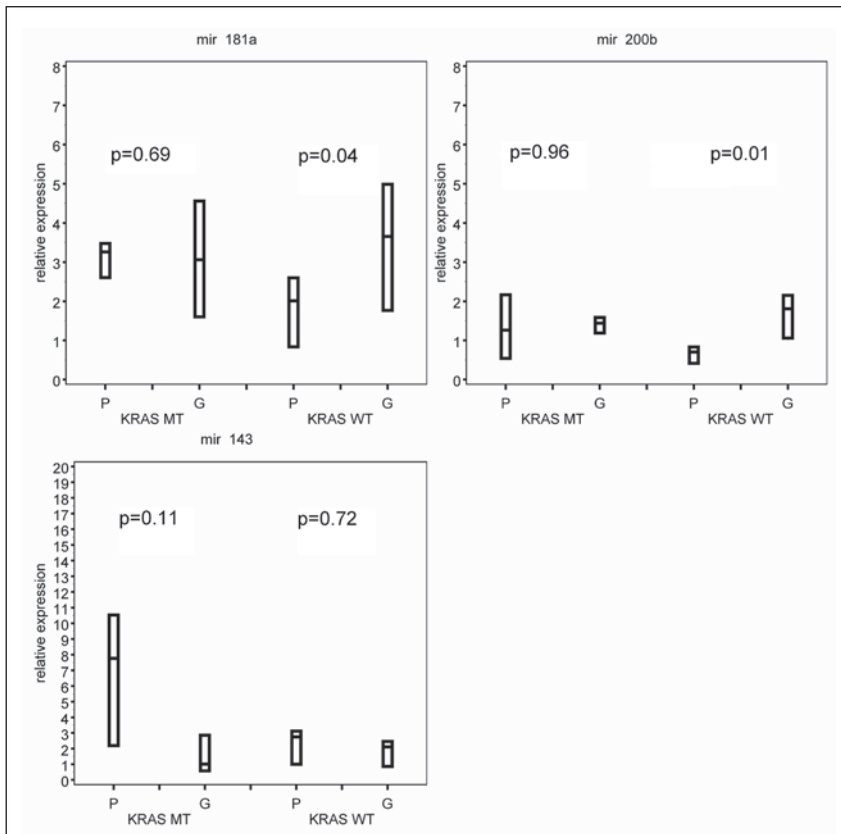 mir 181a
8
7
6
5
4
3
2
1
0
relative expression
p=0.69
p=0.04
P
G
P
G
KRAS MT
KRAS WT
mir 200b
8
7
6
5
4
3
2
1
0
relative expression
p=0.96
p=0.01
P
G
P
G
KRAS MT
KRAS WT
mir 143
20
19
18
17
16
15
14
13
12
11
10
9
8
7
6
5
4
3
2
1
0
relative expression
p=0.11
p=0.72
P
G
P
G
KRAS MT
KRAS WT